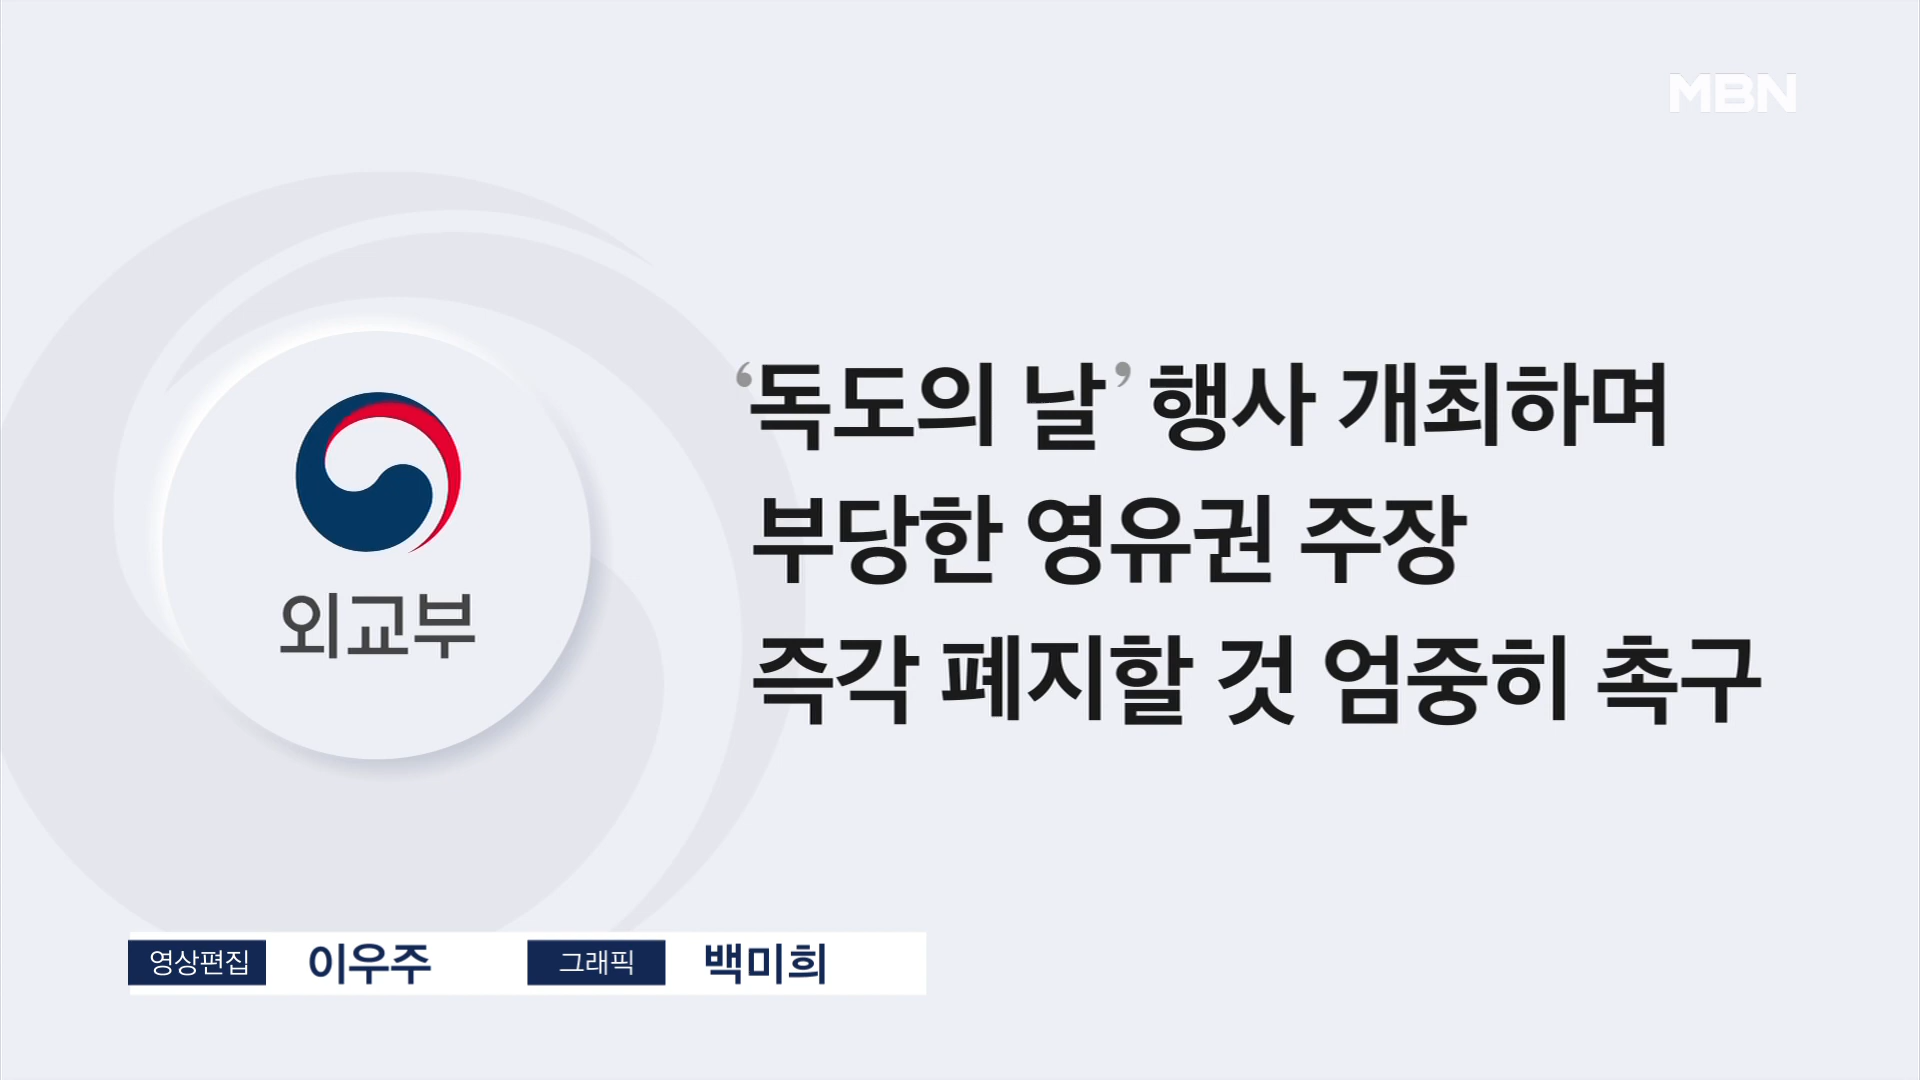 MBN
‘독도의 날’ 행사 개최하며
부당한 영유권 주장
즉각 폐지할 것 엄중히 촉구
외교부
영상편집 이우주 그래픽 백미희